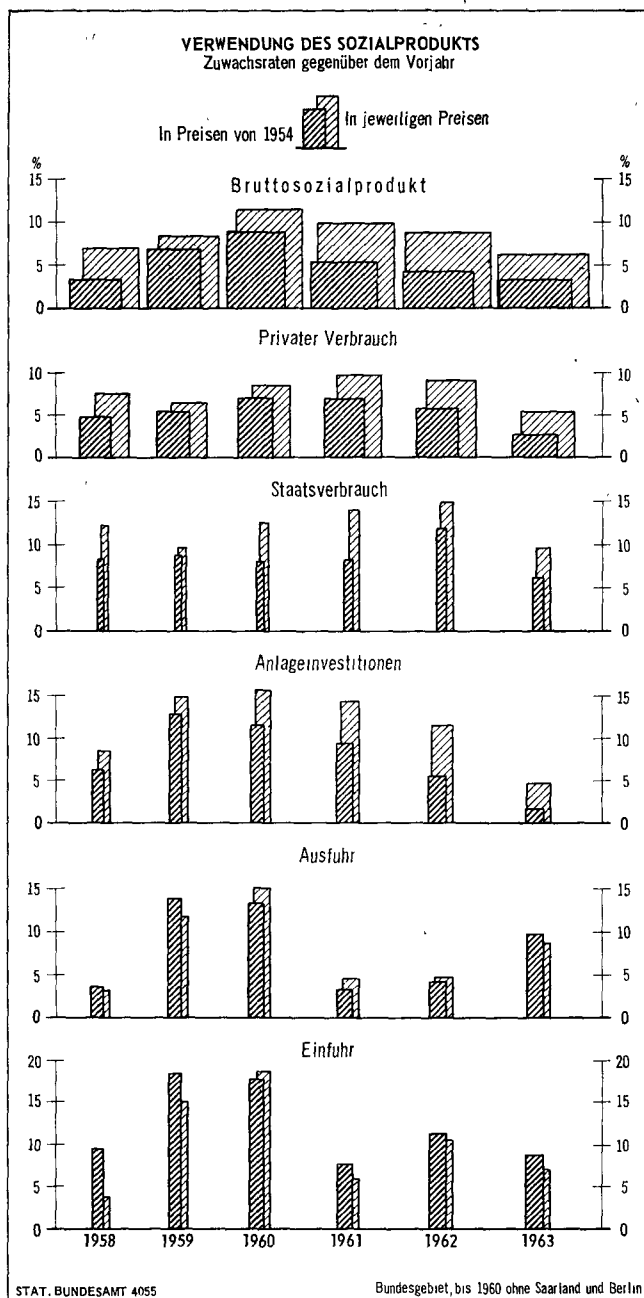 VERWENDUNG DES SOZIALPRODUKTS
Zuwachsraten gegenüber dem Vorjahr
In Preisen von 1954 In jeweiligen Preisen
% %
Bruttosozialprodukt
15 15
10 10
5 5
0 0
Privater Verbrauch
10 10
5 5
0 0
Staatsverbrauch
15 15
10 10
5 5
0 0
Anlageinvestitionen
15 15
10 10
5 5
0 0
Ausfuhr
15 15
10 10
5 5
0 0
Einfuhr
20 20
15 15
10 10
5 5
0 0
1958 1959 1960 1961 1962 1963
STAT. BUNDESAMT 4055 Bundesgebiet, bis 1960 ohne Saarland und Berlin